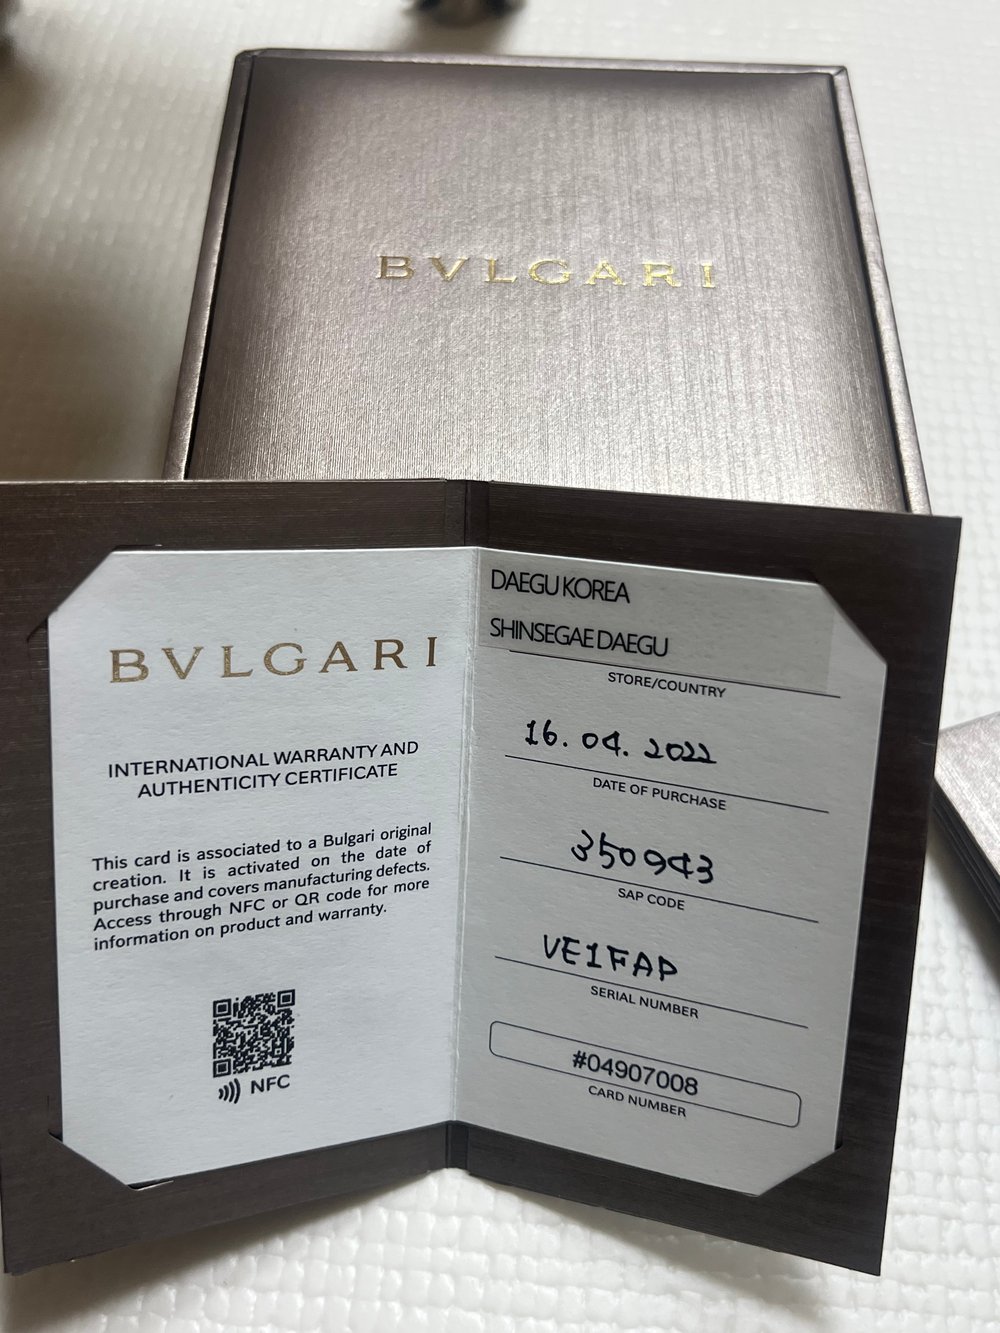 BVLGARI
BVLGARI
INTERNATIONAL WARRANTY AND
AUTHENTICITY CERTIFICATE
This card is associated to a Bulgari original
creation. It is activated on the date of
purchase and covers manufacturing defects.
Access through NFC or QR code for more
information on product and warranty.
NFC
DAEGU KOREA
SHINSEGAE DAEGU
STORE/COUNTRY
16.04.2022
DATE OF PURCHASE
350943
SAP CODE
VE1FAP
SERIAL NUMBER
#04907008
CARD NUMBER